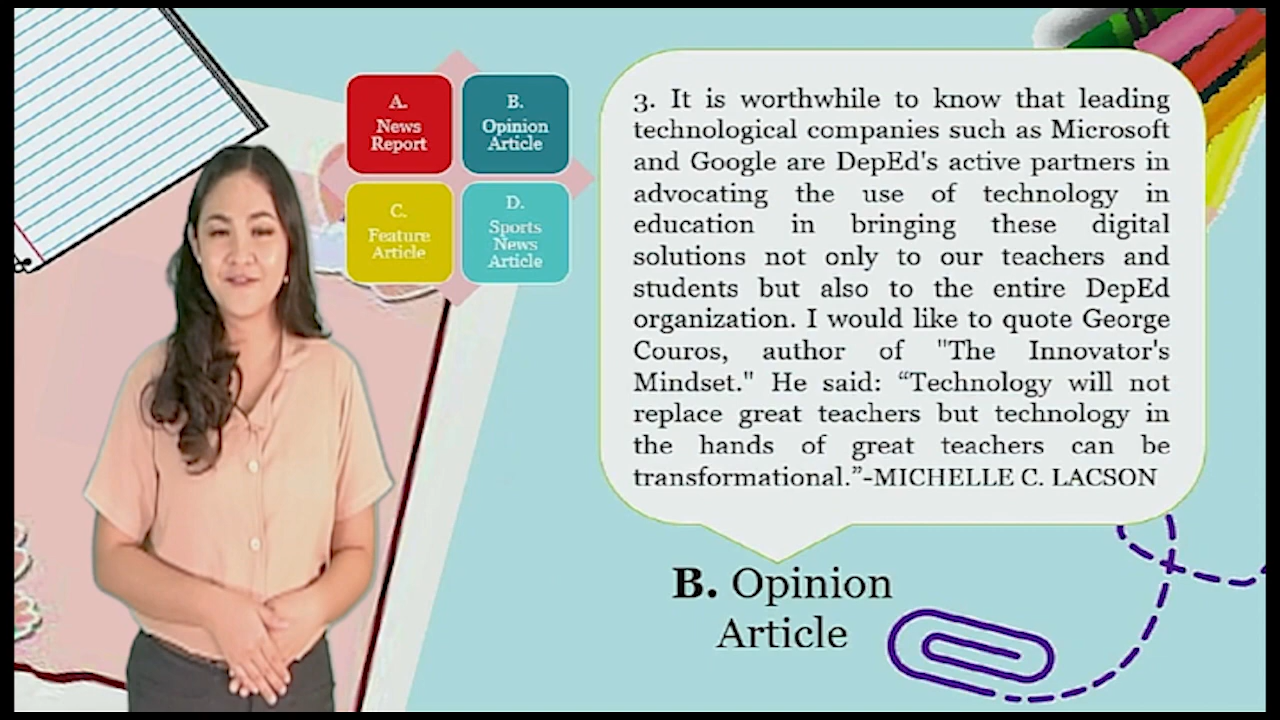 A.
News
Report
B.
Opinion
Article
C.
Feature
Article
D.
Sports
News
Article
3. It is worthwhile to know that leading
technological companies such as Microsoft
and Google are DepEd's active partners in
advocating the use of technology in
education in bringing these digital
solutions not only to our teachers and
students but also to the entire DepEd
organization. I would like to quote George
Couros, author of "The Innovator's
Mindset." He said: “Technology will not
replace great teachers but technology in
the hands of great teachers can be
transformational.”-MICHELLE C. LACSON
B. Opinion
Article